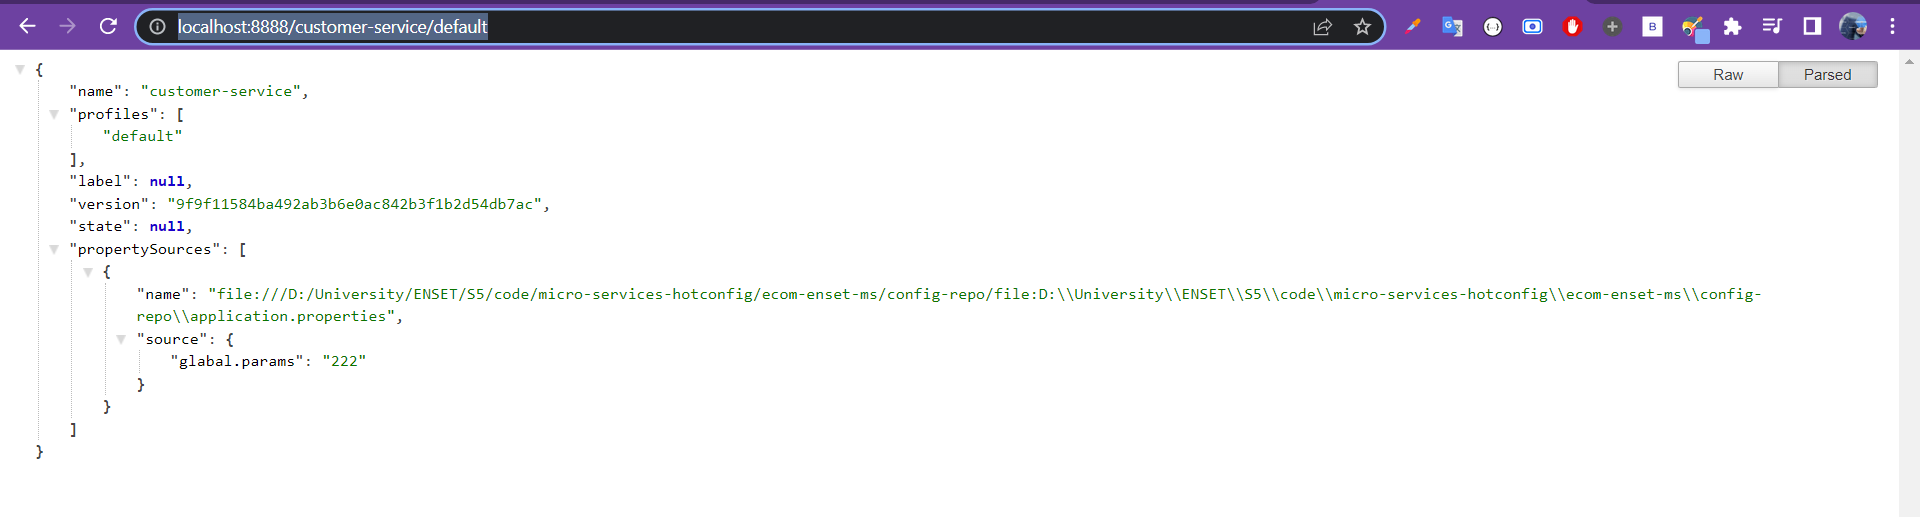 localhost:8888/customer-service/default
Raw Parsed
{
"name": "customer-service",
"profiles": [
"default"
],
"label": null,
"version": "9f9f11584ba492ab3b6e0ac842b3f1b2d54db7ac",
"state": null,
"propertySources": [
{
"name": "file:///D:/University/ENSET/S5/code/micro-services-hotconfig/ecom-enset-ms/config-repo/file:D:\\University\\ENSET\\S5\\code\\micro-services-hotconfig\\ecom-enset-ms\\config-
repo\\application.properties",
"source": {
"glabal.params": "222"
}
}
]
}